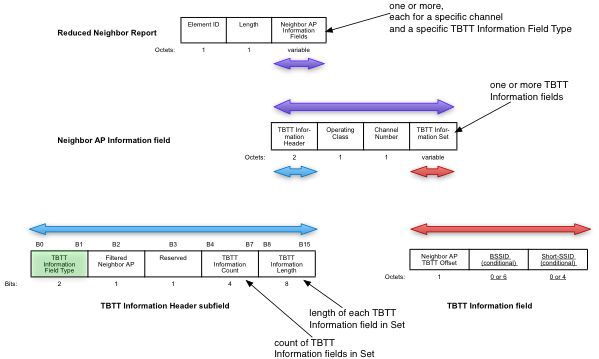 one or more,
each for a specific channel
and a specific TBTT Information Field Type
Reduced Neighbor Report
Element ID
Length
Neighbor AP
Information
Fields
Octets:
1
1
variable
one or more TBTT
Information fields
Neighbor AP Information field
TBTT Infor-
mation
Header
Operating
Class
Channel
Number
TBTT Infor-
mation Set
Octets:
2
1
1
variable
B0
B1
B2
B3
B4
B7
B8
B15
TBTT
Information
Field Type
Filtered
Neighbor AP
Reserved
TBTT
Information
Count
TBTT
Information
Length
Bits:
2
1
1
4
8
TBTT Information Header subfield
Neighbor AP
TBTT Offset
BSSID
(conditional)
Short-SSID
(conditional)
Octets:
1
0 or 6
0 or 4
TBTT Information field
length of each TBTT
Information field in Set
count of TBTT
Information fields in Set